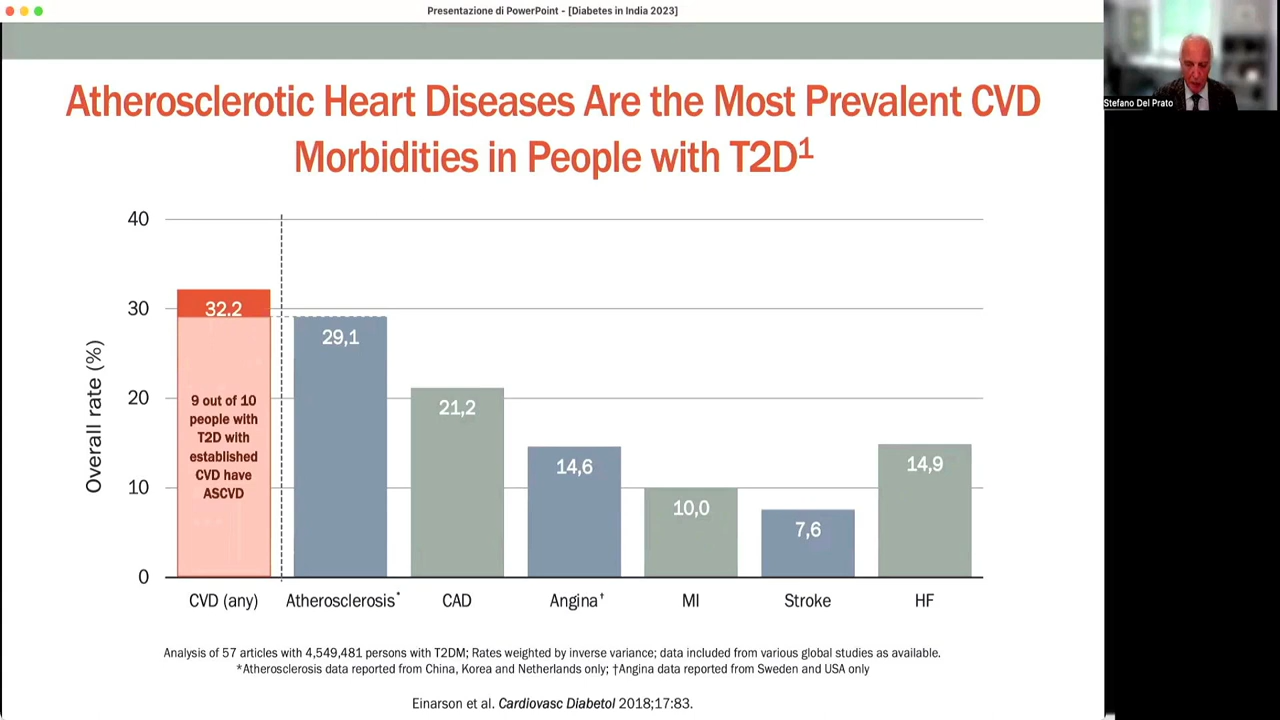 Presentazione di PowerPoint - [Diabetes in India 2023]
Stefano Del Prato
Atherosclerotic Heart Diseases Are the Most Prevalent CVD
Morbidities in People with T2D¹
Overall rate (%)
40
30
20
10
0
32.2
9 out of 10
people with
T2D with
established
CVD have
ASCVD
29,1
21,2
14,6
10,0
7,6
14,9
CVD (any)
Atherosclerosis*
CAD
Angina†
MI
Stroke
HF
Analysis of 57 articles with 4,549,481 persons with T2DM; Rates weighted by inverse variance; data included from various global studies as available.
*Atherosclerosis data reported from China, Korea and Netherlands only; †Angina data reported from Sweden and USA only
Einarson et al. Cardiovasc Diabetol 2018;17:83.